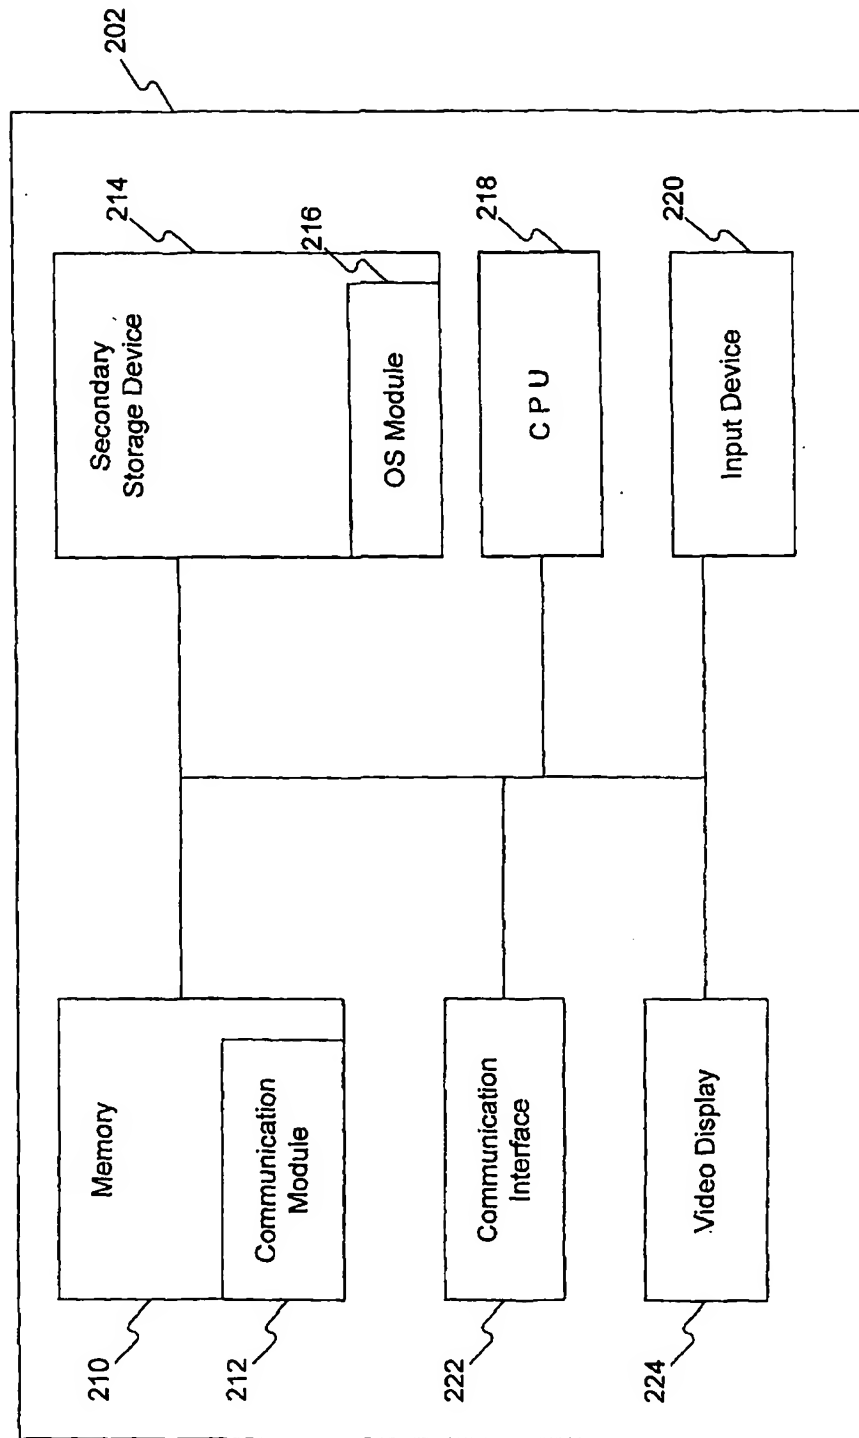 202
214
Secondary
Storage Device
216
OS Module
218
C P U
220
Input Device
210
Memory
212
Communication
Module
222
Communication
Interface
224
Video Display